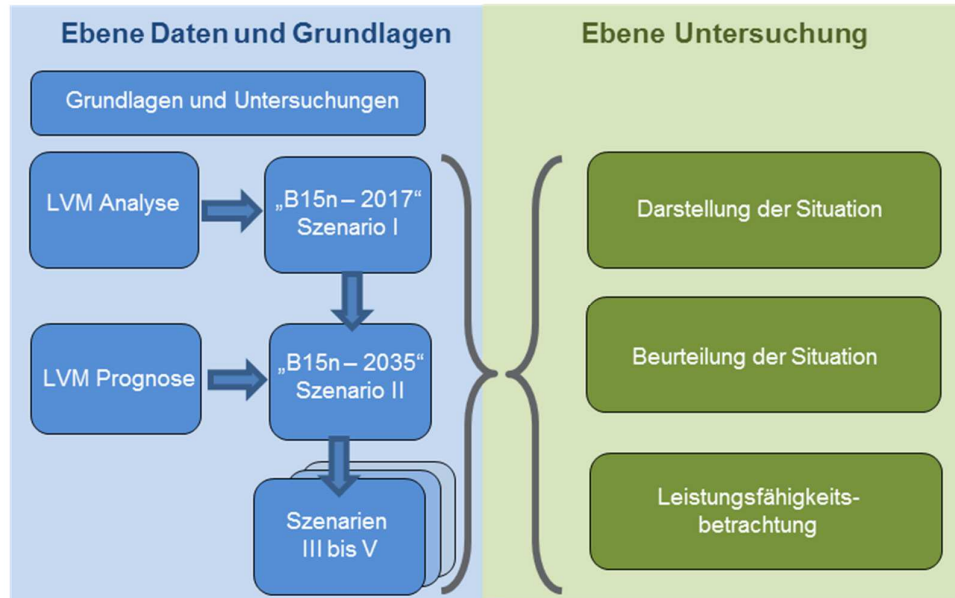 Ebene Daten und Grundlagen
Grundlagen und Untersuchungen
LVM Analyse
„B15n – 2017“
Szenario I
LVM Prognose
„B15n – 2035“
Szenario II
Szenarien
III bis V
Ebene Untersuchung
Darstellung der Situation
Beurteilung der Situation
Leistungsfähigkeits-
betrachtung